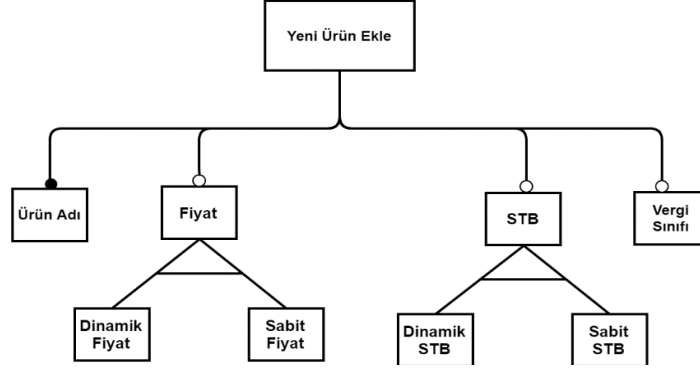 Yeni Ürün Ekle
Ürün Adı
Fiyat
STB
Vergi
Sınıfı
Dinamik
Fiyat
Sabit
Fiyat
Dinamik
STB
Sabit
STB